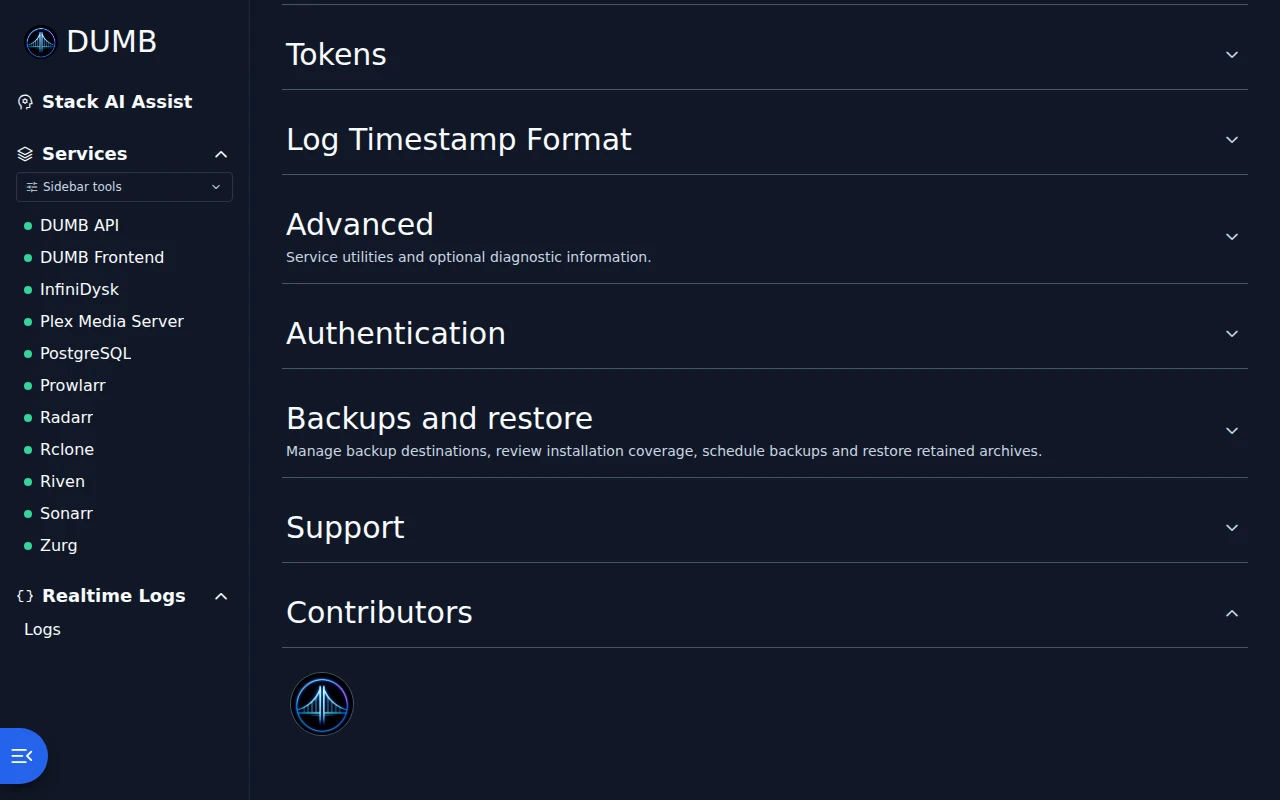 DUMB
Stack AI Assist
Services
Sidebar tools
DUMB API
DUMB Frontend
InfiniDysk
Plex Media Server
PostgreSQL
Prowlarr
Radarr
Rclone
Riven
Sonarr
Zurg
Realtime Logs
Logs
Tokens
Log Timestamp Format
Advanced
Service utilities and optional diagnostic information.
Authentication
Backups and restore
Manage backup destinations, review installation coverage, schedule backups and restore retained archives.
Support
Contributors